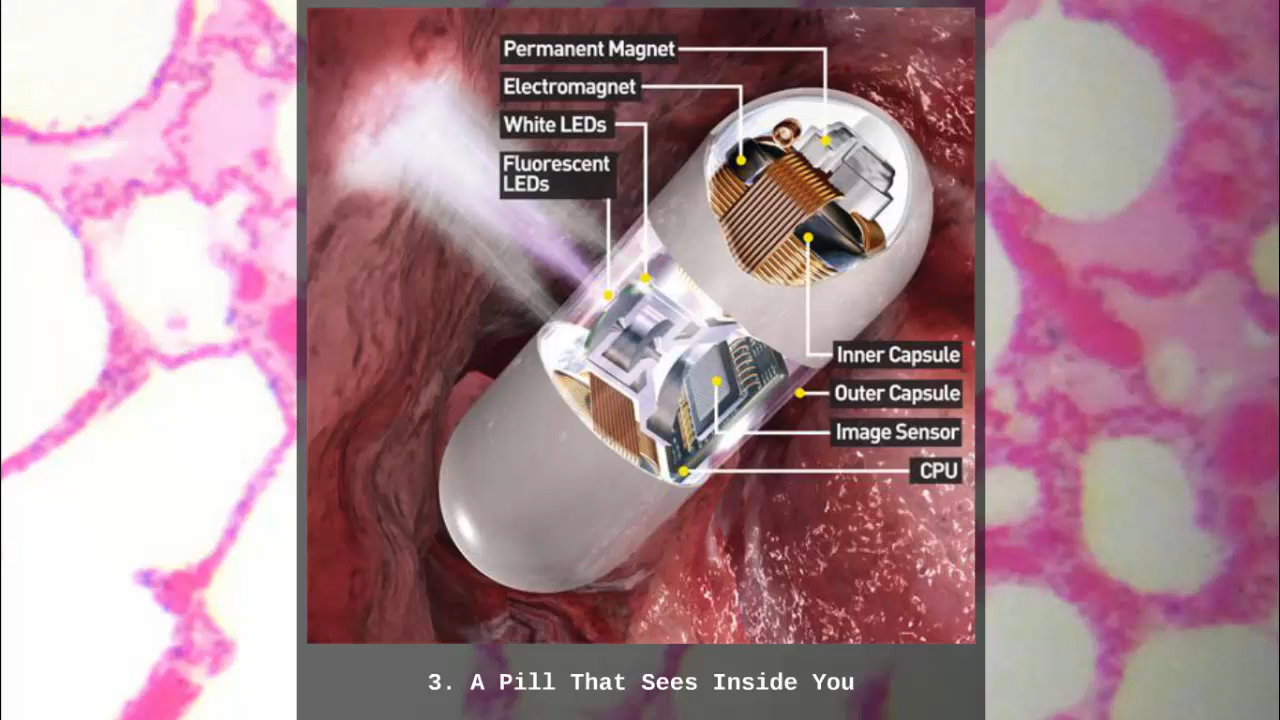 Permanent Magnet
Electromagnet
White LEDs
Fluorescent
LEDs
Inner Capsule
Outer Capsule
Image Sensor
CPU
3. A Pill That Sees Inside You